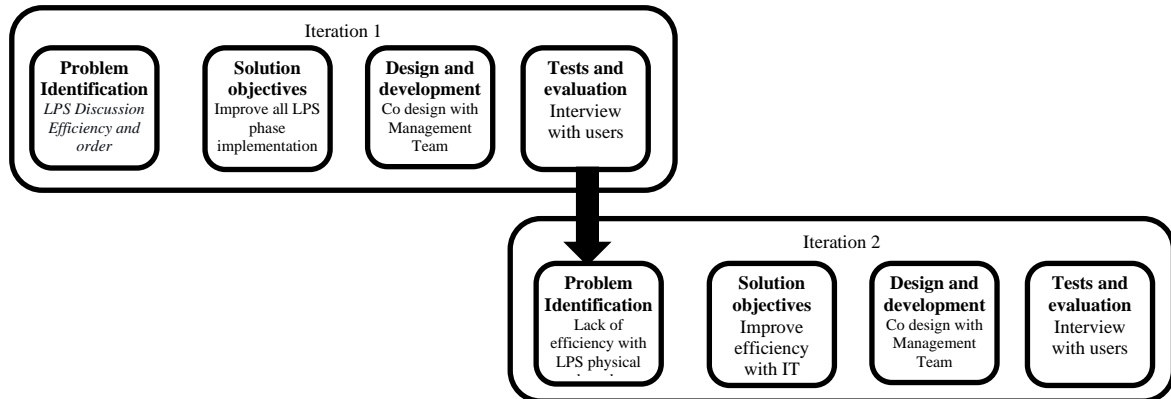 Iteration 1
Problem
Identification
LPS Discussion
Efficiency and
order
Solution
objectives
Improve all LPS
phase
implementation
Design and
development
Co design with
Management
Team
Tests and
evaluation
Interview
with users
Iteration 2
Problem
Identification
Lack of
efficiency with
LPS physical
Solution
objectives
Improve
efficiency
with IT
Design and
development
Co design with
Management
Team
Tests and
evaluation
Interview
with users